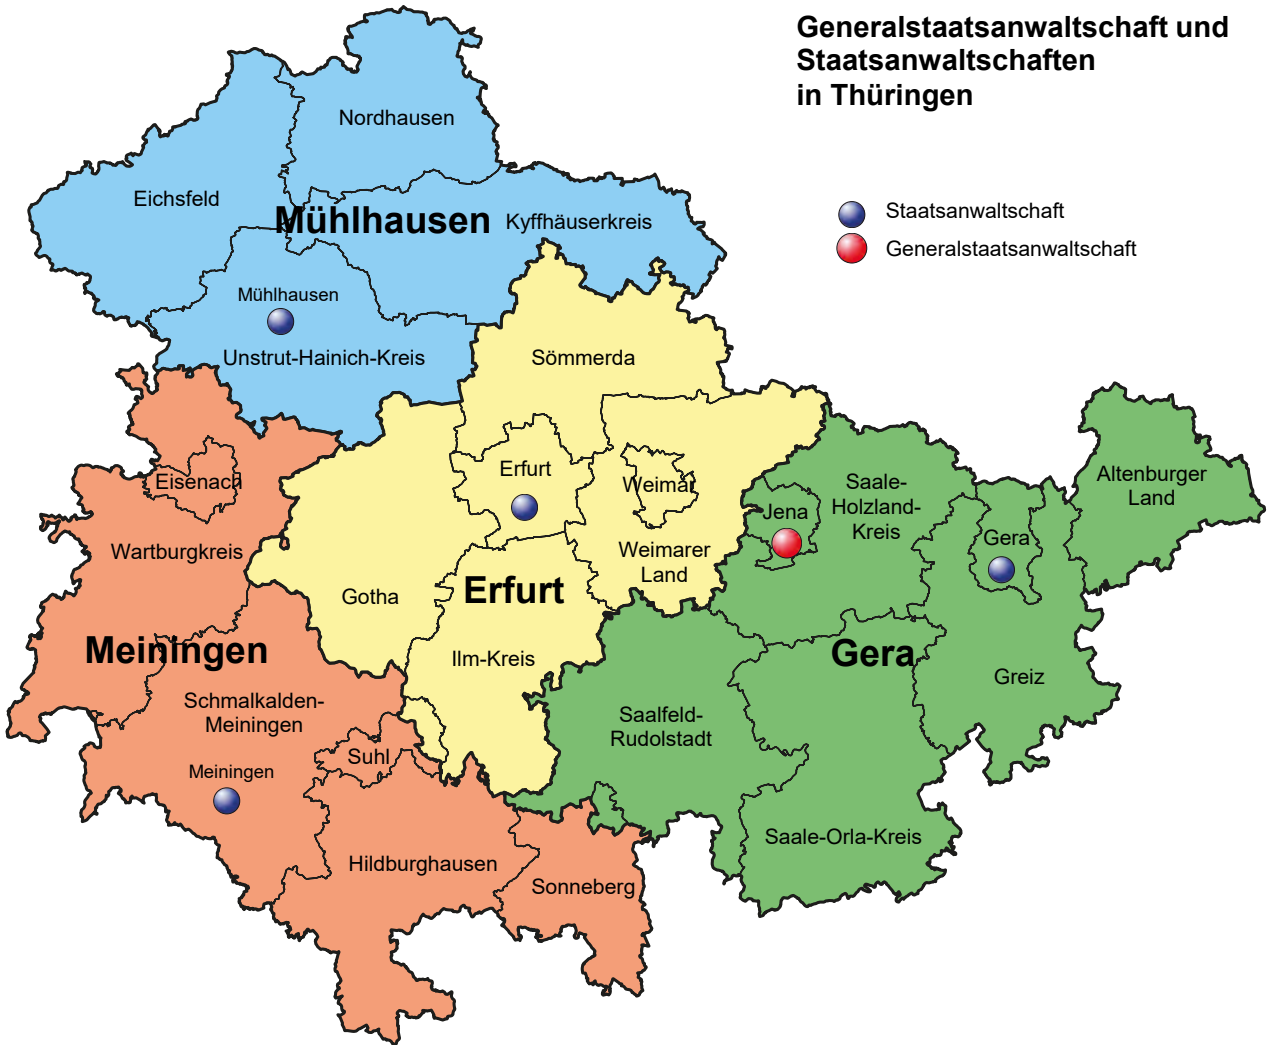 Generalstaatsanwaltschaft und
Staatsanwaltschaften
in Thüringen
Staatsanwaltschaft
Generalstaatsanwaltschaft
Nordhausen
Eichsfeld
Mühlhausen
Kyffhäuserkreis
Mühlhausen
Unstrut-Hainich-Kreis
Sömmerda
Erfurt
Weimar
Eisenach
Wartburgkreis
Gotha
Erfurt
Weimarer
Land
Ilm-Kreis
Jena
Saale-
Holzland-
Kreis
Gera
Altenburger
Land
Meiningen
Schmalkalden-
Meiningen
Meiningen
Suhl
Hildburghausen
Sonneberg
Saalfeld-
Rudolstadt
Gera
Greiz
Saale-Orla-Kreis